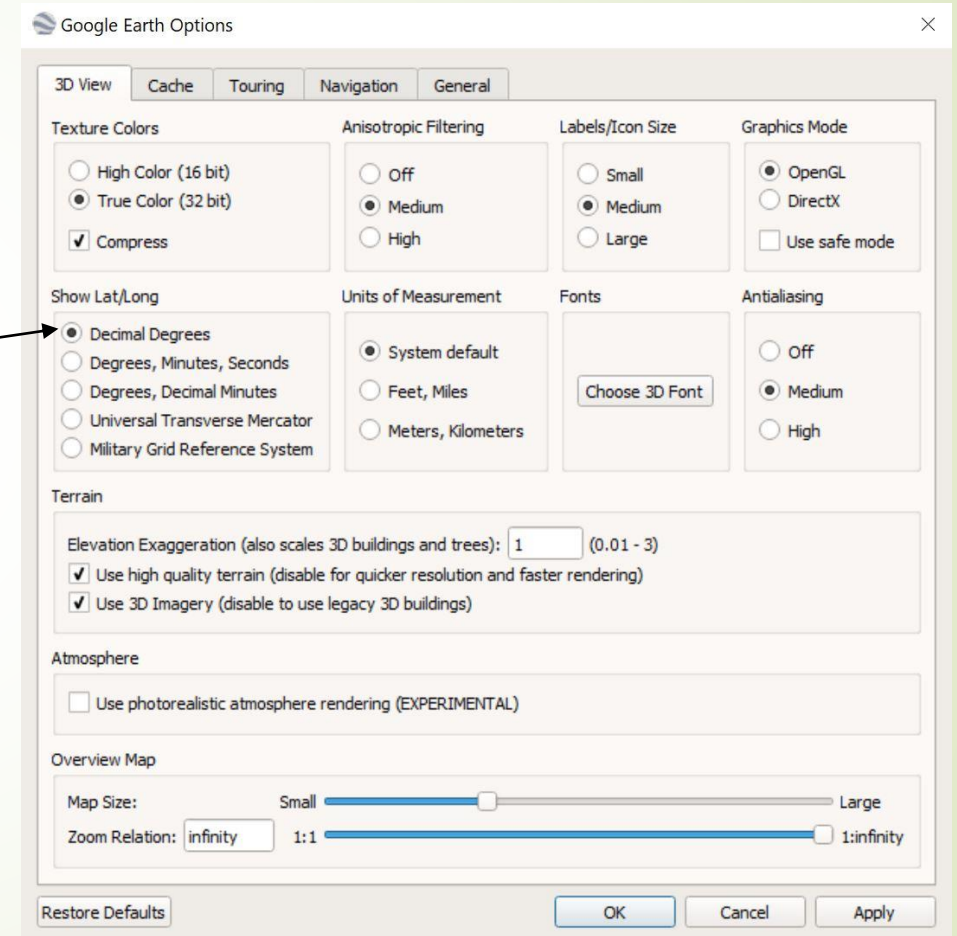 Google Earth Options
3D View Cache Touring Navigation General
Texture Colors
High Color (16 bit)
True Color (32 bit)
Compress
Anisotropic Filtering
Off
Medium
High
Labels/Icon Size
Small
Medium
Large
Graphics Mode
OpenGL
DirectX
Use safe mode
Show Lat/Long
Decimal Degrees
Degrees, Minutes, Seconds
Degrees, Decimal Minutes
Universal Transverse Mercator
Military Grid Reference System
Units of Measurement
System default
Feet, Miles
Meters, Kilometers
Fonts
Choose 3D Font
Antialiasing
Off
Medium
High
Terrain
Elevation Exaggeration (also scales 3D buildings and trees): 1 (0.01 - 3)
Use high quality terrain (disable for quicker resolution and faster rendering)
Use 3D Imagery (disable to use legacy 3D buildings)
Atmosphere
Use photorealistic atmosphere rendering (EXPERIMENTAL)
Overview Map
Map Size: Small Large
Zoom Relation: infinity 1:1 1:infinity
Restore Defaults OK Cancel Apply